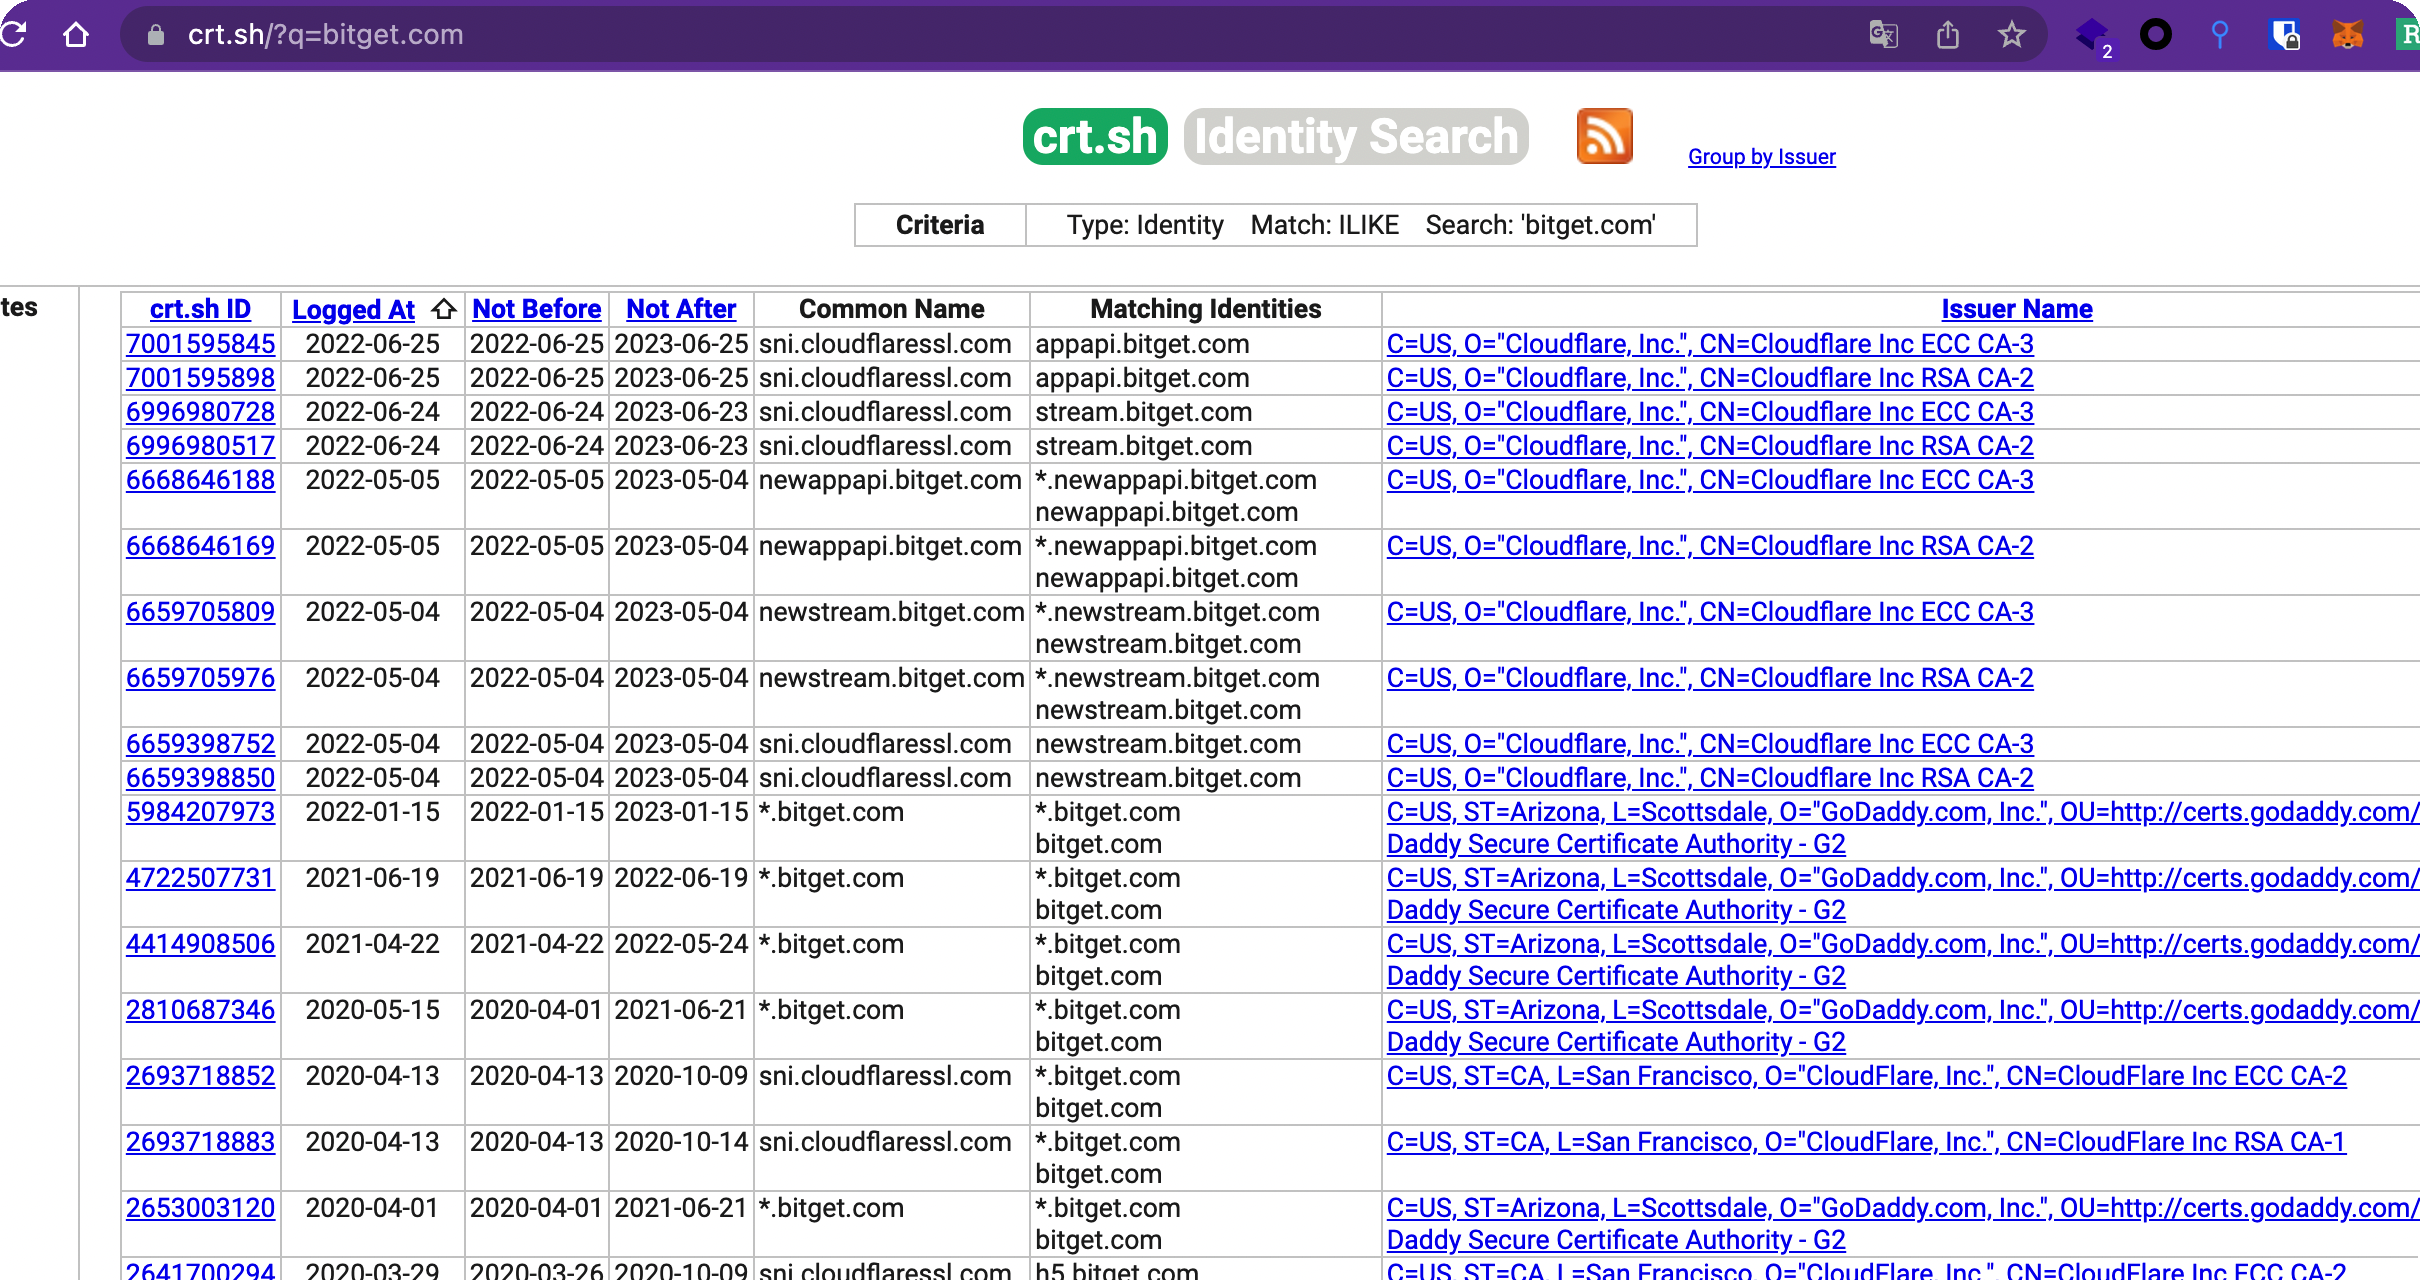 crt.sh/?q=bitget.com
2
crt.sh Identity Search Group by Issuer
Criteria Type: Identity Match: ILIKE Search: 'bitget.com'
tes crt.sh ID Logged At Not Before Not After Common Name Matching Identities Issuer Name
7001595845 2022-06-25 2022-06-25 2023-06-25 sni.cloudflaressl.com appapi.bitget.com C=US, O="Cloudflare, Inc.", CN=Cloudflare Inc ECC CA-3
7001595898 2022-06-25 2022-06-25 2023-06-25 sni.cloudflaressl.com appapi.bitget.com C=US, O="Cloudflare, Inc.", CN=Cloudflare Inc RSA CA-2
6996980728 2022-06-24 2022-06-24 2023-06-23 sni.cloudflaressl.com stream.bitget.com C=US, O="Cloudflare, Inc.", CN=Cloudflare Inc ECC CA-3
6996980517 2022-06-24 2022-06-24 2023-06-23 sni.cloudflaressl.com stream.bitget.com C=US, O="Cloudflare, Inc.", CN=Cloudflare Inc RSA CA-2
6668646188 2022-05-05 2022-05-05 2023-05-04 newappapi.bitget.com *.newappapi.bitget.com C=US, O="Cloudflare, Inc.", CN=Cloudflare Inc ECC CA-3
newappapi.bitget.com
6668646169 2022-05-05 2022-05-05 2023-05-04 newappapi.bitget.com *.newappapi.bitget.com C=US, O="Cloudflare, Inc.", CN=Cloudflare Inc RSA CA-2
newappapi.bitget.com
6659705809 2022-05-04 2022-05-04 2023-05-04 newstream.bitget.com *.newstream.bitget.com C=US, O="Cloudflare, Inc.", CN=Cloudflare Inc ECC CA-3
newstream.bitget.com
6659705976 2022-05-04 2022-05-04 2023-05-04 newstream.bitget.com *.newstream.bitget.com C=US, O="Cloudflare, Inc.", CN=Cloudflare Inc RSA CA-2
newstream.bitget.com
6659398752 2022-05-04 2022-05-04 2023-05-04 sni.cloudflaressl.com newstream.bitget.com C=US, O="Cloudflare, Inc.", CN=Cloudflare Inc ECC CA-3
6659398850 2022-05-04 2022-05-04 2023-05-04 sni.cloudflaressl.com newstream.bitget.com C=US, O="Cloudflare, Inc.", CN=Cloudflare Inc RSA CA-2
5984207973 2022-01-15 2022-01-15 2023-01-15 *.bitget.com *.bitget.com C=US, ST=Arizona, L=Scottsdale, O="GoDaddy.com, Inc.", OU=http://certs.godaddy.com/
bitget.com Daddy Secure Certificate Authority - G2
4722507731 2021-06-19 2021-06-19 2022-06-19 *.bitget.com *.bitget.com C=US, ST=Arizona, L=Scottsdale, O="GoDaddy.com, Inc.", OU=http://certs.godaddy.com/
bitget.com Daddy Secure Certificate Authority - G2
4414908506 2021-04-22 2021-04-22 2022-05-24 *.bitget.com *.bitget.com C=US, ST=Arizona, L=Scottsdale, O="GoDaddy.com, Inc.", OU=http://certs.godaddy.com/
bitget.com Daddy Secure Certificate Authority - G2
2810687346 2020-05-15 2020-04-01 2021-06-21 *.bitget.com *.bitget.com C=US, ST=Arizona, L=Scottsdale, O="GoDaddy.com, Inc.", OU=http://certs.godaddy.com/
bitget.com Daddy Secure Certificate Authority - G2
2693718852 2020-04-13 2020-04-13 2020-10-09 sni.cloudflaressl.com *.bitget.com C=US, ST=CA, L=San Francisco, O="CloudFlare, Inc.", CN=CloudFlare Inc ECC CA-2
bitget.com
2693718883 2020-04-13 2020-04-13 2020-10-14 sni.cloudflaressl.com *.bitget.com C=US, ST=CA, L=San Francisco, O="CloudFlare, Inc.", CN=CloudFlare Inc RSA CA-1
bitget.com
2653003120 2020-04-01 2020-04-01 2021-06-21 *.bitget.com *.bitget.com C=US, ST=Arizona, L=Scottsdale, O="GoDaddy.com, Inc.", OU=http://certs.godaddy.com/
bitget.com Daddy Secure Certificate Authority - G2
2641700294 2020-03-29 2020-03-26 2020-10-09 sni.cloudflaressl.com h5.bitget.com C=US, ST=CA, L=San Francisco, O="CloudFlare, Inc.", CN=CloudFlare Inc ECC CA-2